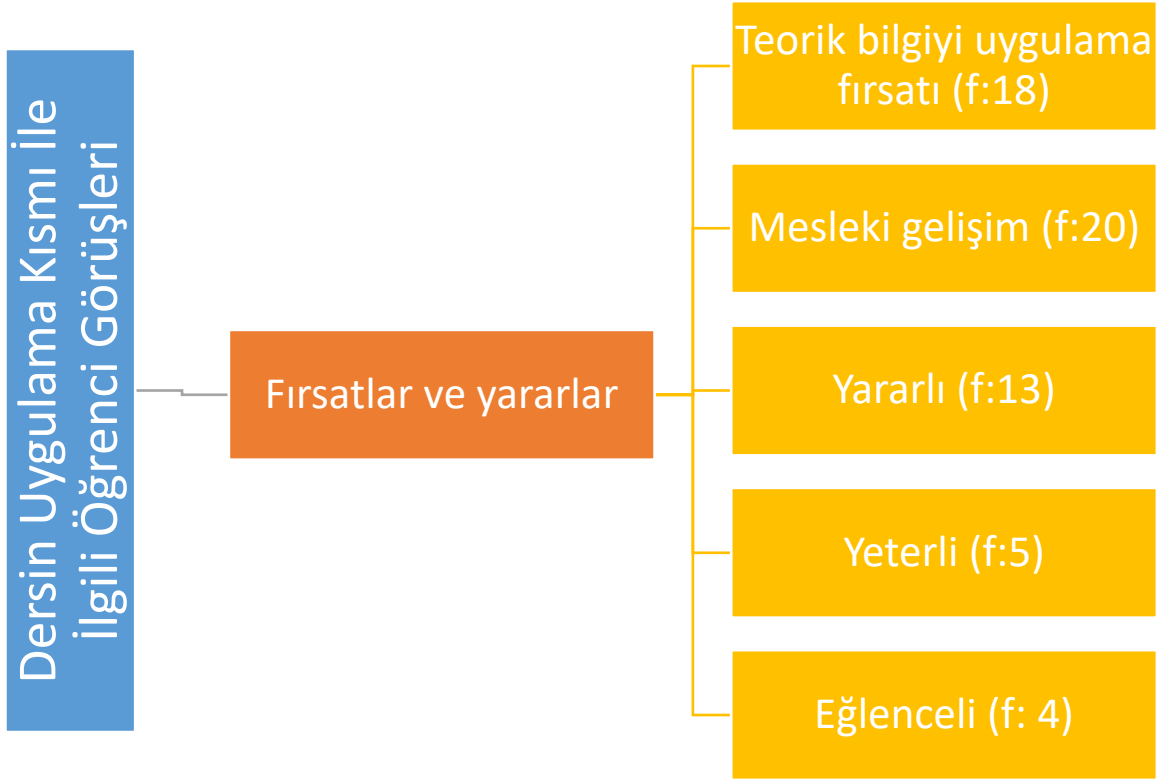 Dersin Uygulama Kısmı İle
İlgili Öğrenci Görüşleri
Fırsatlar ve yararlar
Teorik bilgiyi uygulama
fırsatı (f:18)
Mesleki gelişim (f:20)
Yararlı (f:13)
Yeterli (f:5)
Eğlenceli (f: 4)